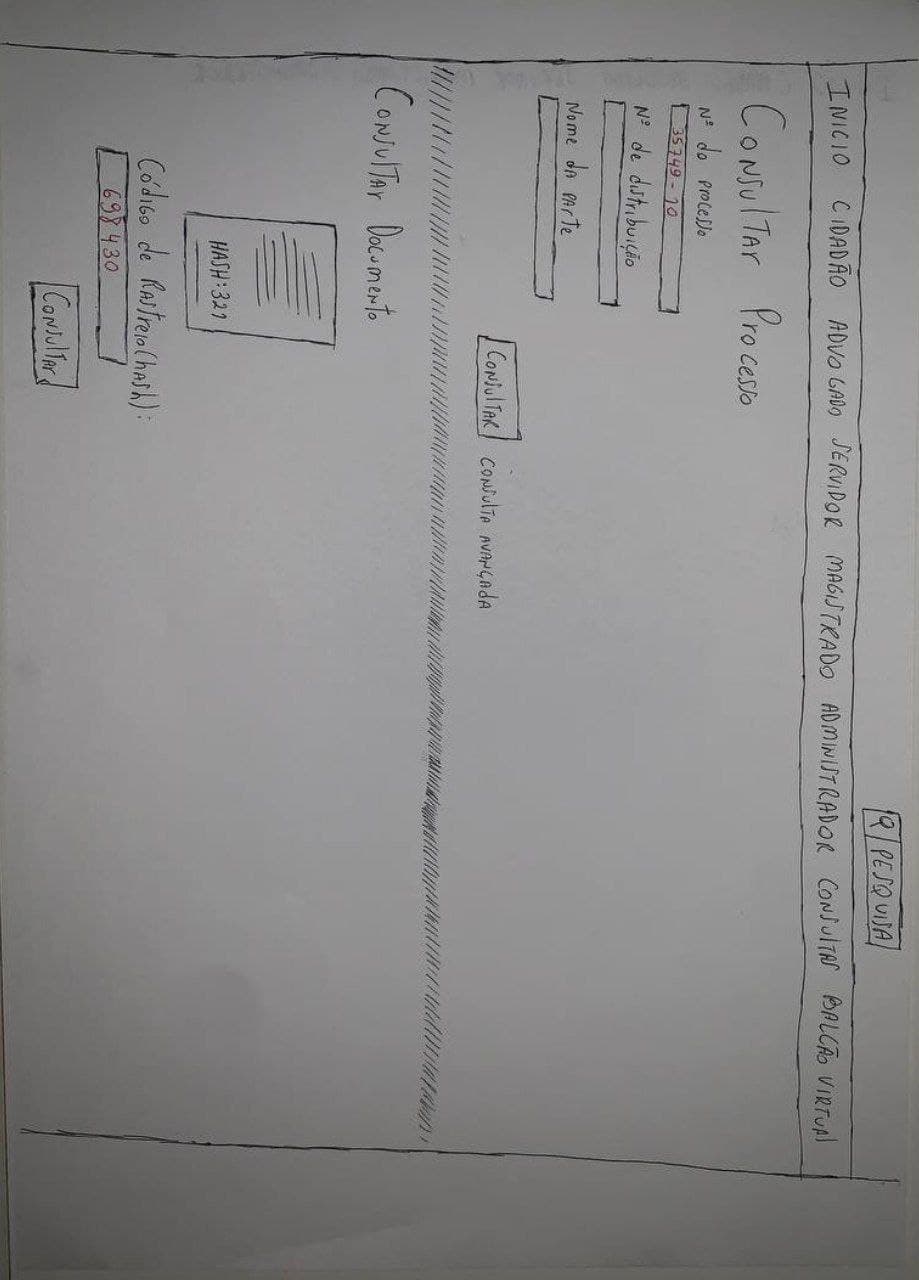 PESQUISA
INICIO CIDADÃO ADVOGADO SERVIDOR MAGISTRADO ADMINISTRADOR CONSULTAS BALCÃO VIRTUAL
Consultar Processo
Nº do processo
35749-10
Nº de distribuição
Nome da parte
Consultar CONSULTA AVANÇADA
Consultar Documento
HASH:321
Código de Rastreio(hash):
698430
Consultar